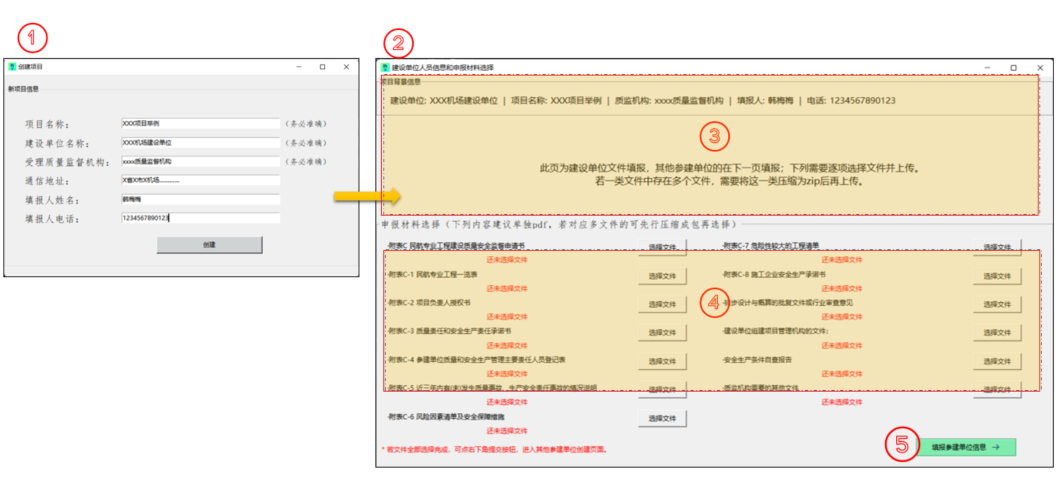 ①
创建项目
新项目信息
项目名称: XXX项目举例 (务必准确)
建设单位名称: XXX机场建设单位 (务必准确)
受理质量监督机构: xxxx质量监督机构 (务必准确)
通信地址: X省X市X机场............
填报人姓名: 韩梅梅
填报人电话: 1234567890123
创建
②
建设单位人员信息和申报材料选择
项目背景信息
建设单位: XXX机场建设单位 | 项目名称: XXX项目举例 | 质监机构: xxxx质量监督机构 | 填报人: 韩梅梅 | 电话: 1234567890123
③
此页为建设单位文件填报，其他参建单位的在下一页填报；下列需要逐项选择文件并上传。
若一类文件中存在多个文件，需要将这一类压缩为zip后再上传。
申报材料选择（下列内容建议单独pdf，若对应多文件的可先行压缩成包再选择）
·附表C 民航专业工程建设质量安全监督申请书 选择文件 ·附表C-7 危险性较大的工程清单 选择文件
还未选择文件 还未选择文件
·附表C-1 民航专业工程一览表 选择文件 ·附表C-8 施工企业安全生产承诺书 选择文件
还未选择文件 还未选择文件
·附表C-2 项目负责人授权书 选择文件 ④ 初步设计与概算的批复文件或行业审查意见 选择文件
还未选择文件 还未选择文件
·附表C-3 质量责任和安全生产责任承诺书 选择文件 ·建设单位组建项目管理机构的文件: 选择文件
还未选择文件 还未选择文件
·附表C-4 参建单位质量和安全生产管理主要责任人员登记表 选择文件 ·安全生产条件自查报告 选择文件
还未选择文件 还未选择文件
·附表C-5 近三年内有(未)发生质量事故、生产安全责任事故的情况说明 选择文件 ·质监机构需要的其他文件 选择文件
还未选择文件 还未选择文件
·附表C-6 风险因素清单及安全保障措施 选择文件
还未选择文件
* 若文件全部选择完成，可点右下角提交按钮，进入其他参建单位创建页面。
⑤ 填报参建单位信息 →